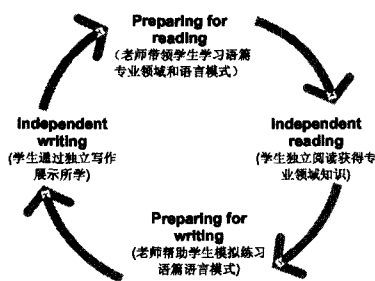 Preparing for
reading
（老师带领学生学习语篇
专业领域和语言模式）
Independent
reading
(学生独立阅读获得专
业领域知识)
Preparing for
writing
(老师帮助学生模拟练习
语篇语言模式)
Independent
writing
(学生通过独立写作
展示所学)